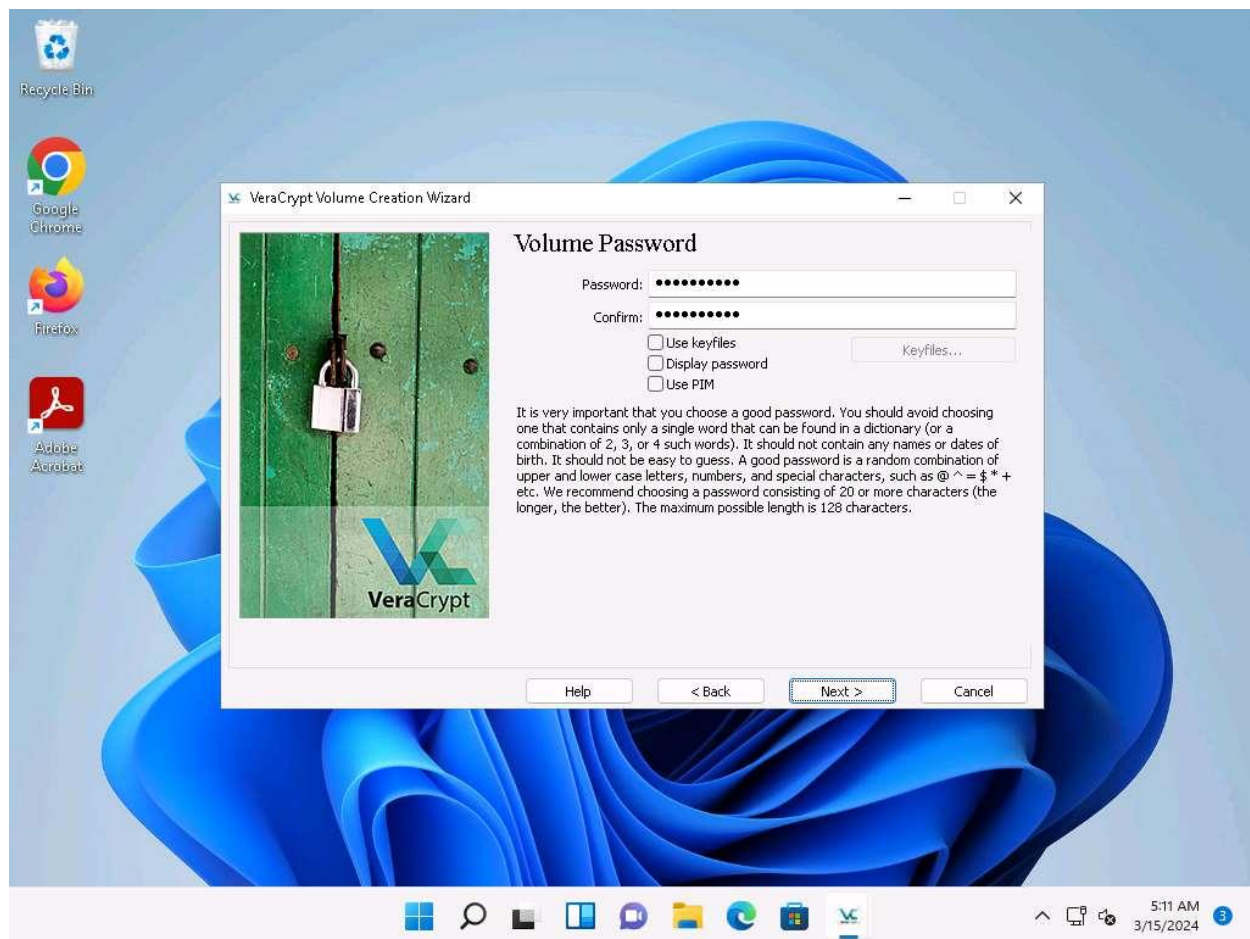 Recycle Bin
Google
Chrome
Firefox
Adobe
Acrobat
VeraCrypt Volume Creation Wizard
Volume Password
Password: ●●●●●●●●●●
Confirm: ●●●●●●●●●●
Use keyfiles
Keyfiles...
Display password
Use PIM
It is very important that you choose a good password. You should avoid choosing
one that contains only a single word that can be found in a dictionary (or a
combination of 2, 3, or 4 such words). It should not contain any names or dates of
birth. It should not be easy to guess. A good password is a random combination of
upper and lower case letters, numbers, and special characters, such as @ ^ = $ * +
etc. We recommend choosing a password consisting of 20 or more characters (the
longer, the better). The maximum possible length is 128 characters.
VeraCrypt
Help
< Back
Next >
Cancel
5:11 AM
3/15/2024
3